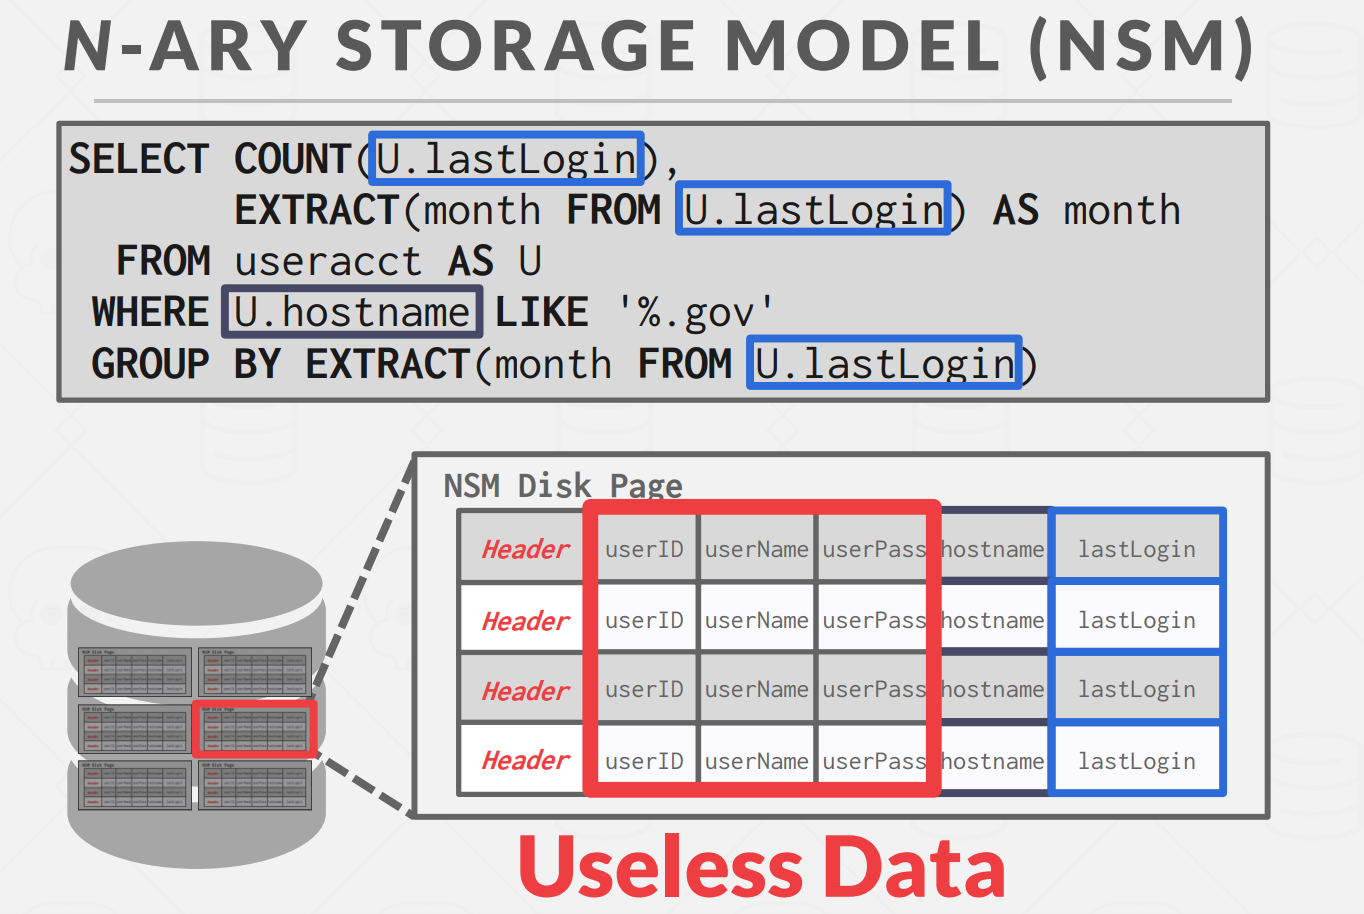 N-ARY STORAGE MODEL (NSM)
SELECT COUNT(U.lastLogin),
EXTRACT(month FROM U.lastLogin) AS month
FROM useracct AS U
WHERE U.hostname LIKE '%.gov'
GROUP BY EXTRACT(month FROM U.lastLogin)
NSM Disk Page
Header userID userName userPass hostname lastLogin
Header userID userName userPass hostname lastLogin
Header userID userName userPass hostname lastLogin
Header userID userName userPass hostname lastLogin
Useless Data